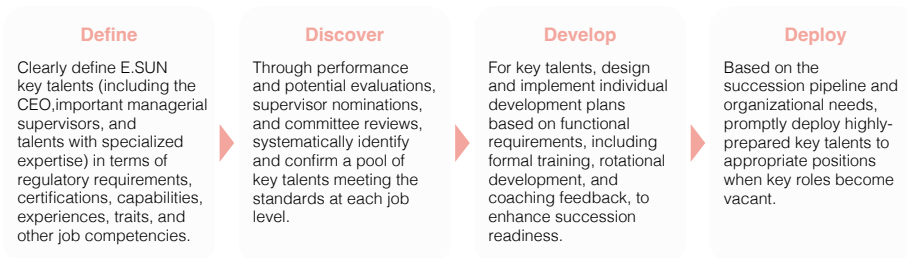 Define
Clearly define E.SUN
key talents (including the
CEO,important managerial
supervisors, and
talents with specialized
expertise) in terms of
regulatory requirements,
certifications, capabilities,
experiences, traits, and
other job competencies.
Discover
Through performance
and potential evaluations,
supervisor nominations,
and committee reviews,
systematically identify
and confirm a pool of
key talents meeting the
standards at each job
level.
Develop
For key talents, design
and implement individual
development plans
based on functional
requirements, including
formal training, rotational
development, and
coaching feedback, to
enhance succession
readiness.
Deploy
Based on the
succession pipeline and
organizational needs,
promptly deploy highly-
prepared key talents to
appropriate positions
when key roles become
vacant.